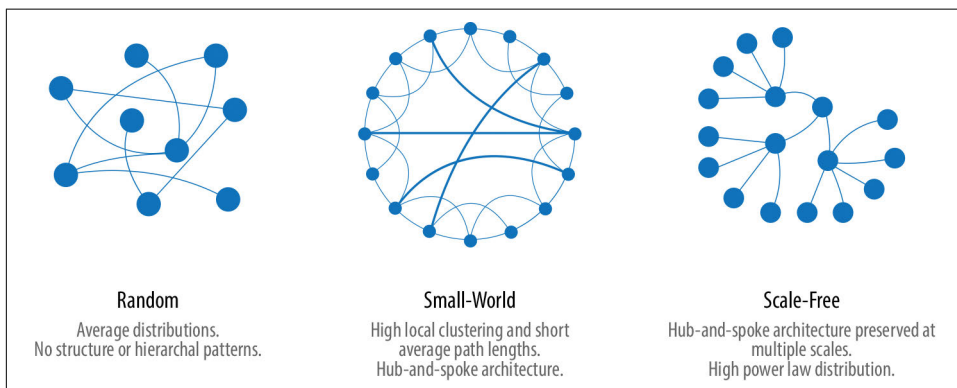 Random
Average distributions.
No structure or hierarchal patterns.
Small-World
High local clustering and short
average path lengths.
Hub-and-spoke architecture.
Scale-Free
Hub-and-spoke architecture preserved at
multiple scales.
High power law distribution.